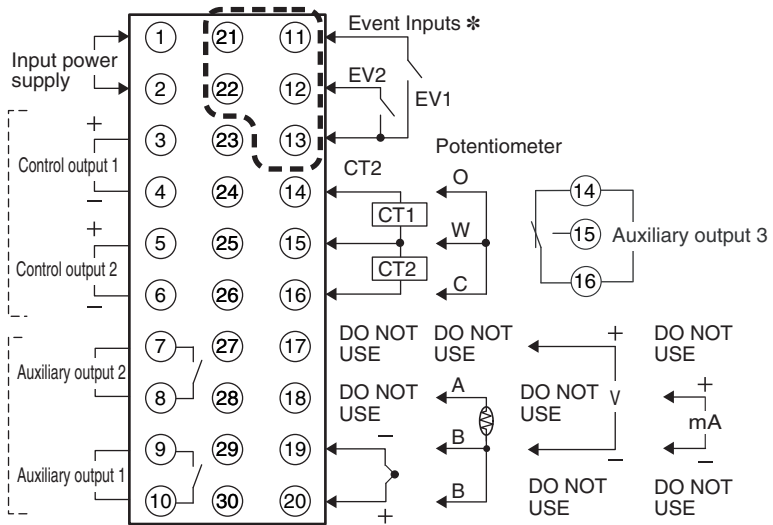 Event Inputs *
Input power supply
1 21 11
2 22 12
3 23 13
4 24 14
5 25 15
6 26 16
7 27 17
8 28 18
9 29 19
10 30 20
EV2
EV1
+
Control output 1
−
+
Control output 2
−
Auxiliary output 2
Auxiliary output 1
CT2
CT1
CT2
Potentiometer
O
W
C
14
15 Auxiliary output 3
16
DO NOT USE
DO NOT USE
+
DO NOT USE
DO NOT USE
A
DO NOT USE
V
+
mA
−
B
−
−
B
+
DO NOT USE
DO NOT USE